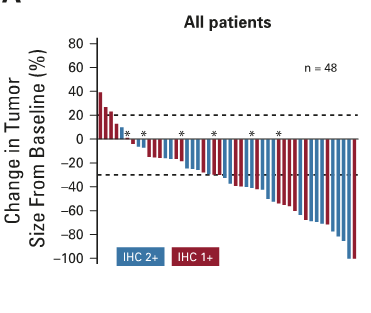 All patients
Change in Tumor
Size From Baseline (%)
80
60
40
20
0
−20
−40
−60
−80
−100
n = 48
* * * * * *
IHC 2+
IHC 1+